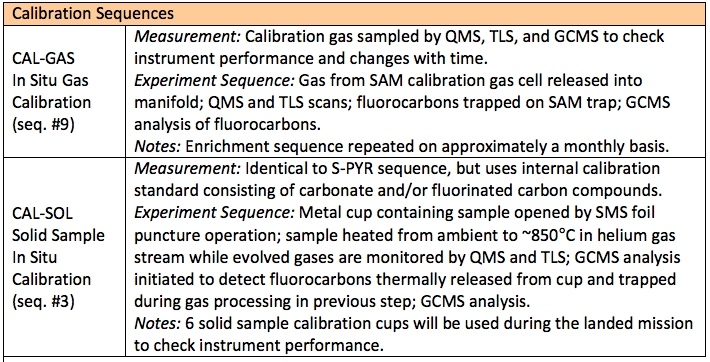 Calibration Sequences
CAL-GAS
In Situ Gas
Calibration
(seq. #9)
Measurement: Calibration gas sampled by QMS, TLS, and GCMS to check
instrument performance and changes with time.
Experiment Sequence: Gas from SAM calibration gas cell released into
manifold; QMS and TLS scans; fluorocarbons trapped on SAM trap; GCMS
analysis of fluorocarbons.
Notes: Enrichment sequence repeated on approximately a monthly basis.
CAL-SOL
Solid Sample
In Situ
Calibration
(seq. #3)
Measurement: Identical to S-PYR sequence, but uses internal calibration
standard consisting of carbonate and/or fluorinated carbon compounds.
Experiment Sequence: Metal cup containing sample opened by SMS foil
puncture operation; sample heated from ambient to ~850°C in helium gas
stream while evolved gases are monitored by QMS and TLS; GCMS analysis
initiated to detect fluorocarbons thermally released from cup and trapped
during gas processing in previous step; GCMS analysis.
Notes: 6 solid sample calibration cups will be used during the landed mission
to check instrument performance.